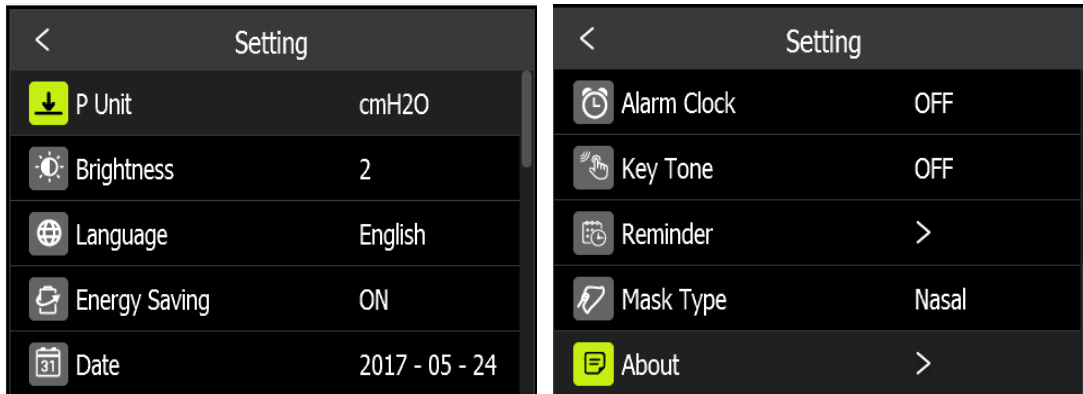 Setting
P Unit cmH2O
Brightness 2
Language English
Energy Saving ON
31 Date 2017 - 05 - 24
Setting
Alarm Clock OFF
Key Tone OFF
Reminder >
Mask Type Nasal
About >